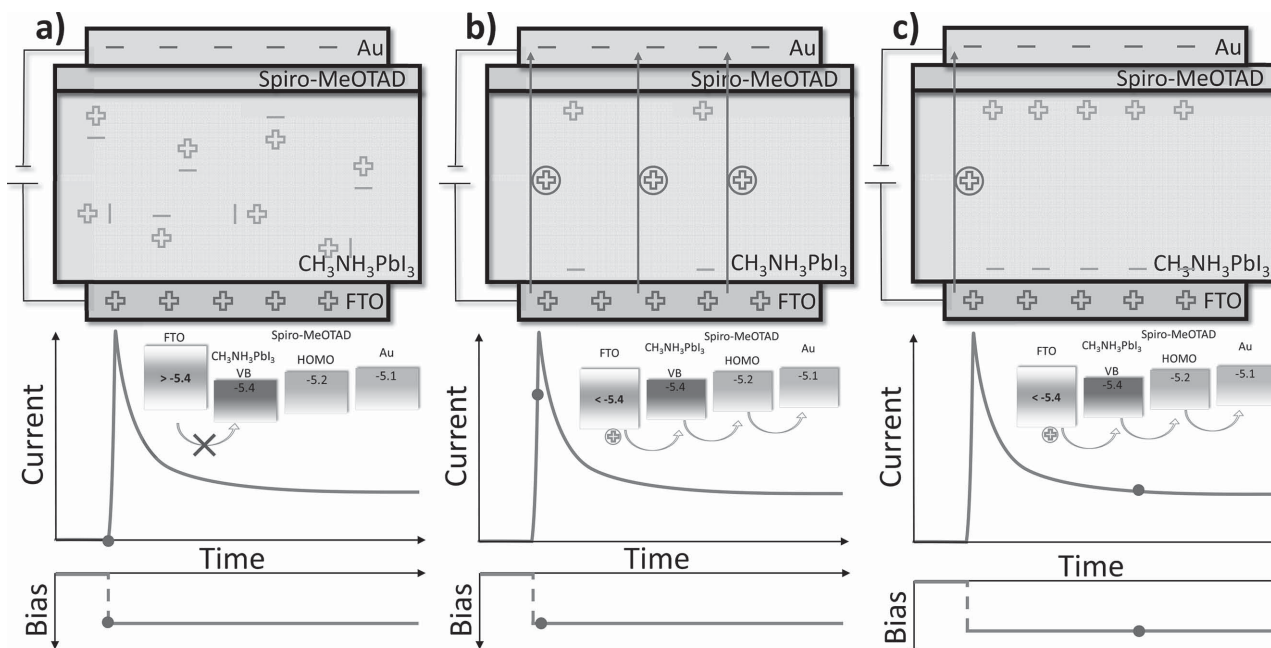 a)
Au
Spiro-MeOTAD
CH₃NH₃PbI₃
FTO
Current
FTO
> -5.4
CH₃NH₃PbI₃
VB
-5.4
Spiro-MeOTAD
HOMO
-5.2
Au
-5.1
Time
Bias
b)
Au
Spiro-MeOTAD
CH₃NH₃PbI₃
FTO
Current
FTO
< -5.4
CH₃NH₃PbI₃
VB
-5.4
Spiro-MeOTAD
HOMO
-5.2
Au
-5.1
Time
Bias
c)
Au
Spiro-MeOTAD
CH₃NH₃PbI₃
FTO
Current
FTO
< -5.4
CH₃NH₃PbI₃
VB
-5.4
Spiro-MeOTAD
HOMO
-5.2
Au
-5.1
Time
Bias